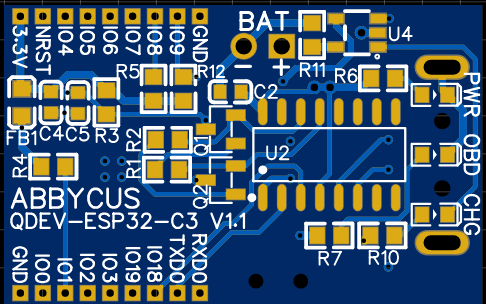 3.3V NRST IO4 IO5 IO6 IO7 IO8 IO9 GND
BAT
- +
U4
R5
R12
R11
R6
C2
PWR
FB1 C4 C5 R3
R2
Q1
U2
OBD
R4
R1
Q2
CHG
ABBYCUS
QDEV-ESP32-C3 V1.1
R7
R10
GND IO0 IO1 IO2 IO3 IO19 IO18 TXD0 RXD0